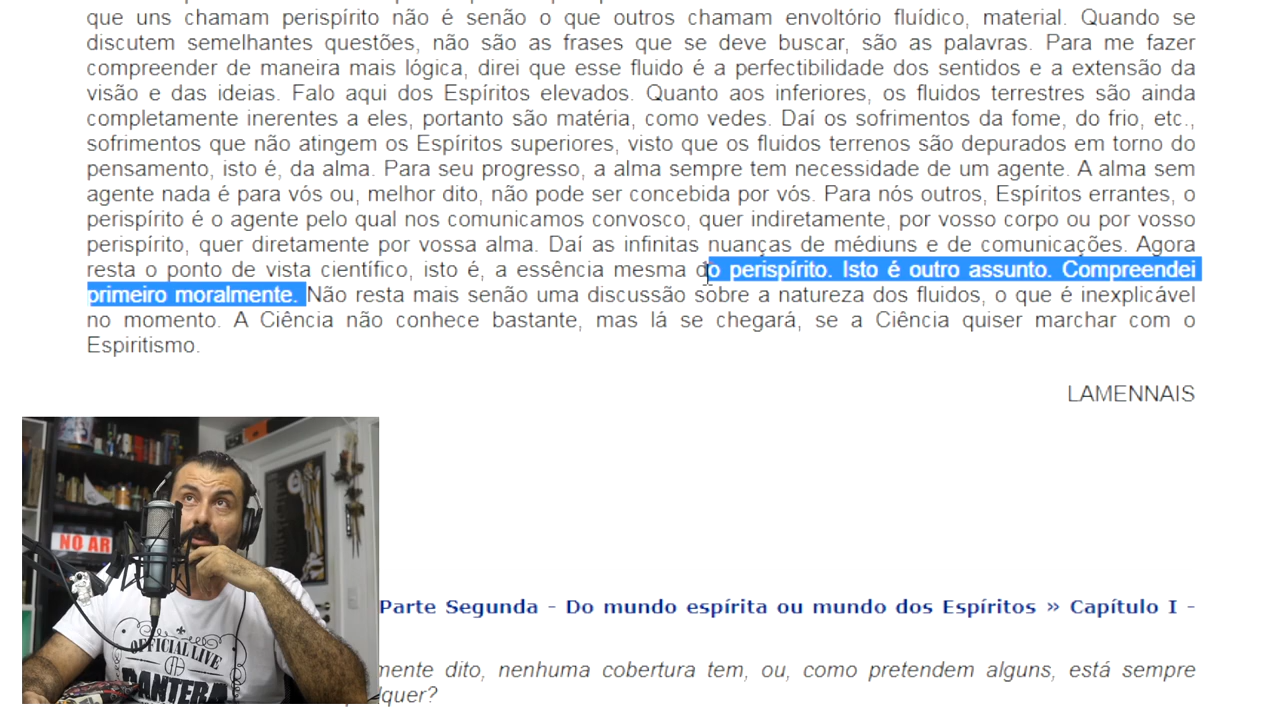 que uns chamam perispírito não é senão o que outros chamam envoltório fluídico, material. Quando se
discutem semelhantes questões, não são as frases que se deve buscar, são as palavras. Para me fazer
compreender de maneira mais lógica, direi que esse fluido é a perfectibilidade dos sentidos e a extensão da
visão e das ideias. Falo aqui dos Espíritos elevados. Quanto aos inferiores, os fluidos terrestres são ainda
completamente inerentes a eles, portanto são matéria, como vedes. Daí os sofrimentos da fome, do frio, etc.,
sofrimentos que não atingem os Espíritos superiores, visto que os fluidos terrenos são depurados em torno do
pensamento, isto é, da alma. Para seu progresso, a alma sempre tem necessidade de um agente. A alma sem
agente nada é para vós ou, melhor dito, não pode ser concebida por vós. Para nós outros, Espíritos errantes, o
perispírito é o agente pelo qual nos comunicamos convosco, quer indiretamente, por vosso corpo ou por vosso
perispírito, quer diretamente por vossa alma. Daí as infinitas nuanças de médiuns e de comunicações. Agora
resta o ponto de vista científico, isto é, a essência mesma do perispírito. Isto é outro assunto. Compreendei
primeiro moralmente. Não resta mais senão uma discussão sobre a natureza dos fluidos, o que é inexplicável
no momento. A Ciência não conhece bastante, mas lá se chegará, se a Ciência quiser marchar com o
Espiritismo.
LAMENNAIS
NO AR
Parte Segunda - Do mundo espírita ou mundo dos Espíritos » Capítulo I -
OFFICIAL LIVE
PANTERA
mente dito, nenhuma cobertura tem, ou, como pretendem alguns, está sempre
lquer?